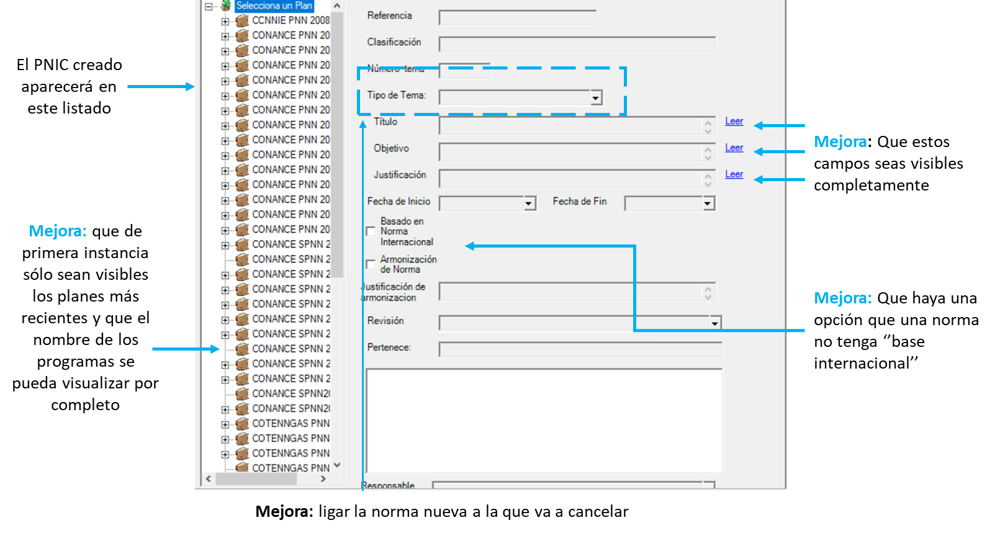 El PNIC creado
aparecerá en
este listado
Mejora: que de
primera instancia
sólo sean visibles
los planes más
recientes y que el
nombre de los
programas se
pueda visualizar por
completo
Selecciona un Plan
CCNNIE PNN 2008
CONANCE PNN 20
CONANCE PNN 20
CONANCE PNN 20
CONANCE PNN 20
CONANCE PNN 20
CONANCE PNN 20
CONANCE PNN 20
CONANCE PNN 20
CONANCE PNN 20
CONANCE PNN 20
CONANCE PNN 20
CONANCE PNN 20
CONANCE PNN 20
CONANCE PNN 20
CONANCE SPNN 2
CONANCE SPNN 2
CONANCE SPNN 2
CONANCE SPNN 2
CONANCE SPNN 2
CONANCE SPNN 2
CONANCE SPNN 2
CONANCE SPNN 2
CONANCE SPNN 2
CONANCE SPNN 2
CONANCE SPNN20
CONANCE SPNN20
COTENNGAS PNN
COTENNGAS PNN
COTENNGAS PNN
COTENNGAS PNN
Referencia
Clasificación
Número tema
Tipo de Tema:
Título Leer
Objetivo Leer
Justificación Leer
Fecha de Inicio Fecha de Fin
Basado en
Norma
Internacional
Armonización
de Norma
Justificación de
armonizacion
Revisión
Pertenece:
Responsable
Mejora: Que estos
campos seas visibles
completamente
Mejora: Que haya una
opción que una norma
no tenga ‘’base
internacional’’
Mejora: ligar la norma nueva a la que va a cancelar